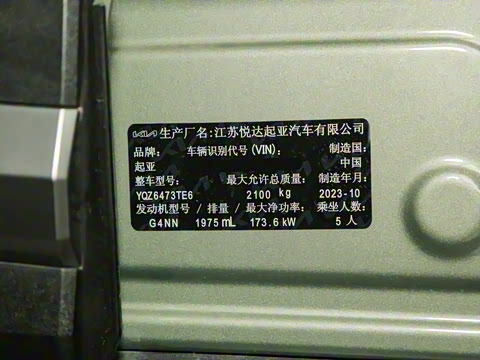 KIA 生产厂名:江苏悦达起亚汽车有限公司
品牌: 车辆识别代号(VIN): 制造国:
起亚 中国
整车型号: 最大允许总质量: 制造年月:
YQZ6473TE6 2100 kg 2023-10
发动机型号 / 排量 / 最大净功率: 乘坐人数:
G4NN 1975 mL 173.6 kW 5 人